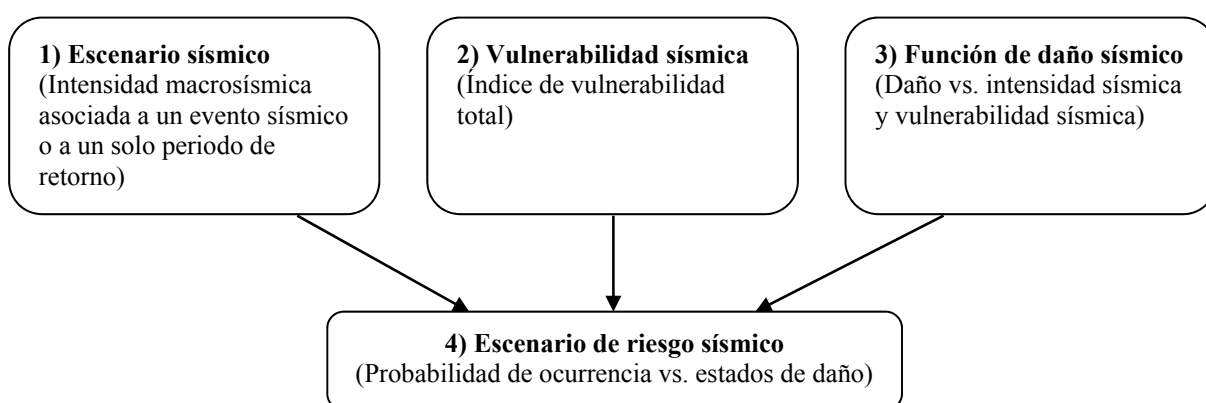 1) Escenario sísmico
(Intensidad macrosísmica
asociada a un evento sísmico
o a un solo periodo de
retorno)
2) Vulnerabilidad sísmica
(Índice de vulnerabilidad
total)
3) Función de daño sísmico
(Daño vs. intensidad sísmica
y vulnerabilidad sísmica)
4) Escenario de riesgo sísmico
(Probabilidad de ocurrencia vs. estados de daño)